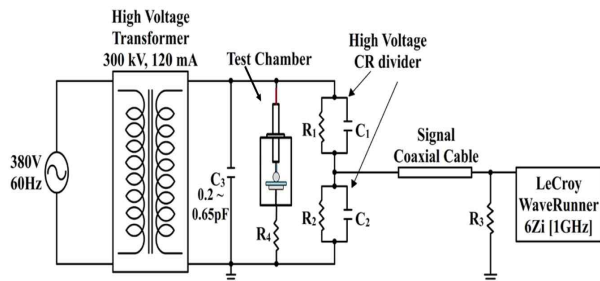 High Voltage
Transformer
300 kV, 120 mA
Test Chamber
High Voltage
CR divider
380V
60Hz
C3
0.2 ~
0.65pF
R1
C1
R2
C2
R4
Signal
Coaxial Cable
R3
LeCroy
WaveRunner
6Zi [1GHz]